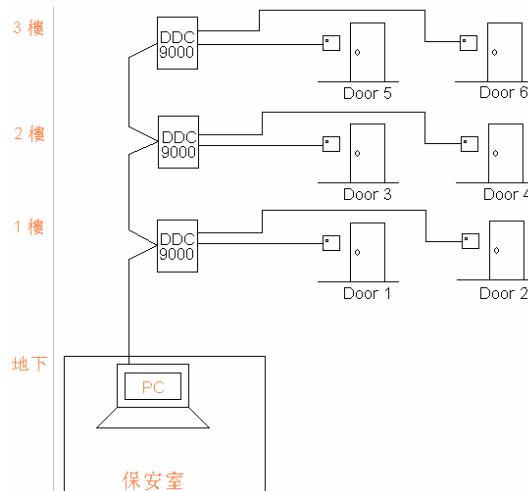 3 樓
DDC
9000
Door 5
Door 6
2 樓
DDC
9000
Door 3
Door 4
1 樓
DDC
9000
Door 1
Door 2
地下
PC
保安室